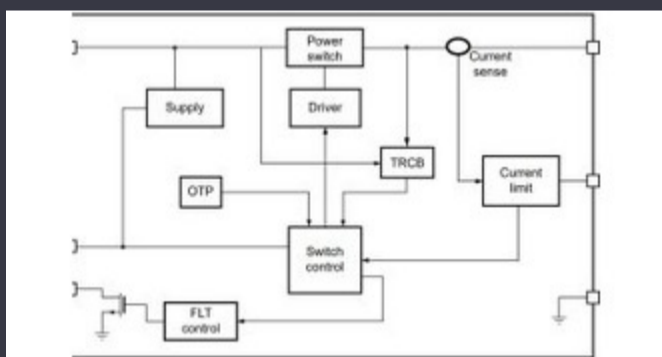 Power
switch
Current
sense
Supply
Driver
TRCB
Current
limit
OTP
Switch
control
FLT
control